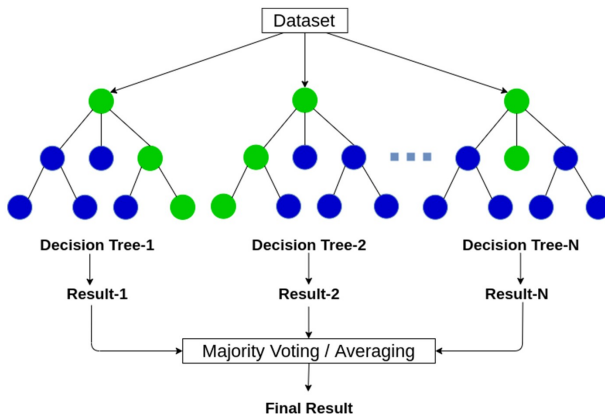 Dataset
Decision Tree-1 Decision Tree-2 Decision Tree-N
Result-1 Result-2 Result-N
Majority Voting / Averaging
Final Result